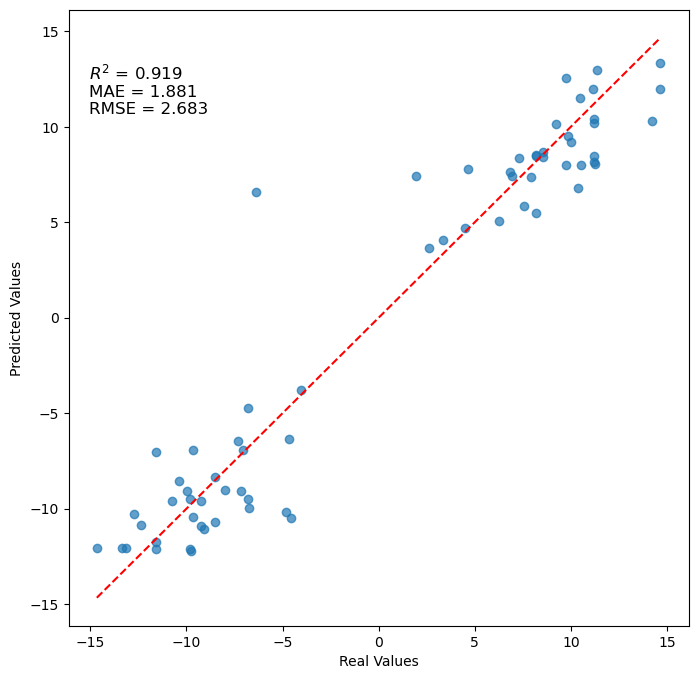 15
10
5
0
−5
−10
−15
R² = 0.919
MAE = 1.881
RMSE = 2.683
Predicted Values
−15 −10 −5 0 5 10 15
Real Values